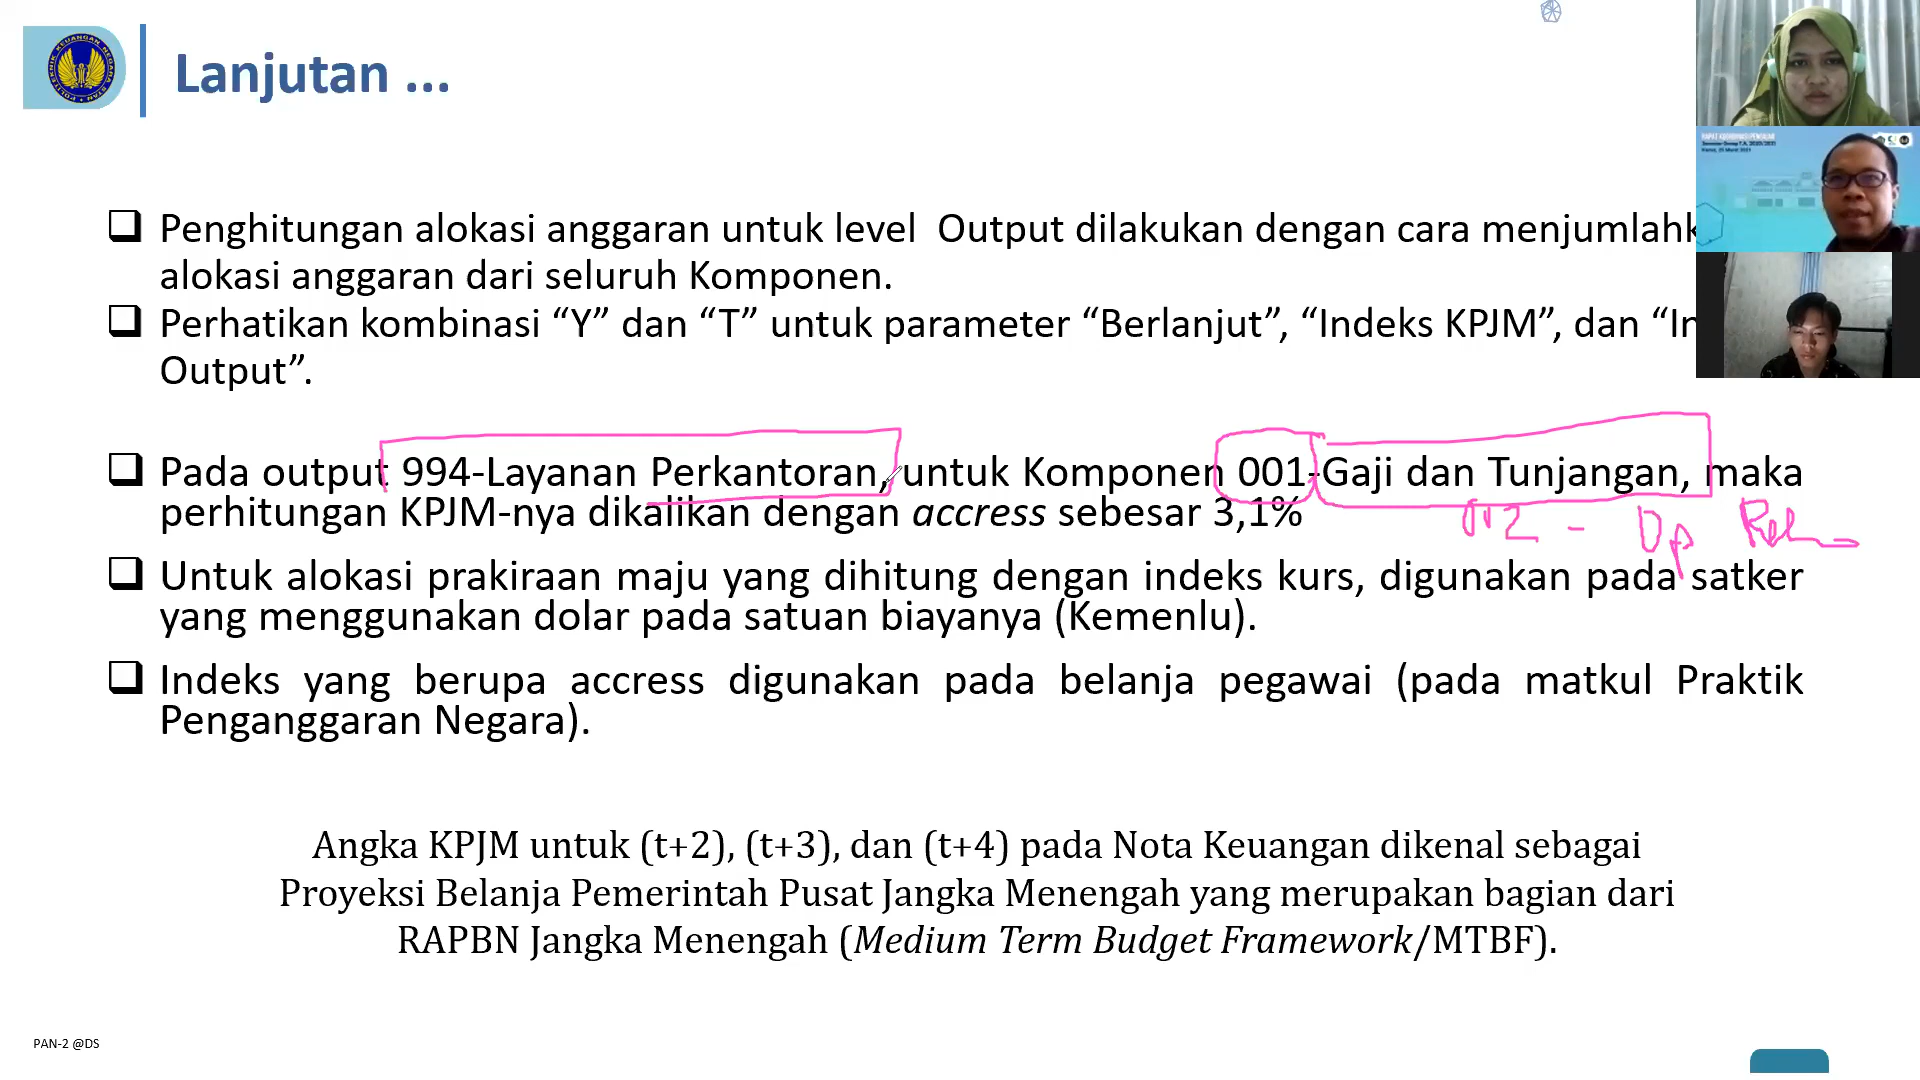 Lanjutan ...
Penghitungan alokasi anggaran untuk level Output dilakukan dengan cara menjumlahk
alokasi anggaran dari seluruh Komponen.
Perhatikan kombinasi “Y” dan “T” untuk parameter “Berlanjut”, “Indeks KPJM”, dan “In
Output”.
Pada output 994-Layanan Perkantoran, untuk Komponen 001-Gaji dan Tunjangan, maka
perhitungan KPJM-nya dikalikan dengan accress sebesar 3,1%
002 - Op
Untuk alokasi prakiraan maju yang dihitung dengan indeks kurs, digunakan pada satker
yang menggunakan dolar pada satuan biayanya (Kemenlu).
Indeks yang berupa accress digunakan pada belanja pegawai (pada matkul Praktik
Penganggaran Negara).
Angka KPJM untuk (t+2), (t+3), dan (t+4) pada Nota Keuangan dikenal sebagai
Proyeksi Belanja Pemerintah Pusat Jangka Menengah yang merupakan bagian dari
RAPBN Jangka Menengah (Medium Term Budget Framework/MTBF).
PAN-2 @DS